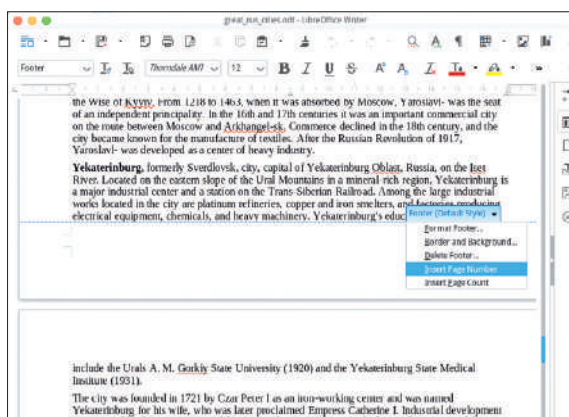 great_rus_cities.odt - LibreOffice Writer
Footer Thorndale AMT 12
the Wise of Kyyiv. From 1218 to 1463, when it was absorbed by Moscow, Yaroslavl- was the seat
of an independent principality. In the 16th and 17th centuries it was an important commercial city
on the route between Moscow and Arkhangel-sk. Commerce declined in the 18th century, and the
city became known for the manufacture of textiles. After the Russian Revolution of 1917,
Yaroslavl- was developed as a center of heavy industry.
Yekaterinburg, formerly Sverdlovsk, city, capital of Yekaterinburg Oblast, Russia, on the Iset
River. Located on the eastern slope of the Ural Mountains in a mineral-rich region, Yekaterinburg is
a major industrial center and a station on the Trans-Siberian Railroad. Among the large industrial
works located in the city are platinum refineries, copper and iron smelters, and factories producing
electrical equipment, chemicals, and heavy machinery. Yekaterinburg's educ
Footer (Default Style)
Format Footer...
Border and Background...
Delete Footer...
Insert Page Number
Insert Page Count
include the Urals A. M. Gorkiy State University (1920) and the Yekaterinburg State Medical
Institute (1931).
The city was founded in 1721 by Czar Peter I as an iron-working center and was named
Yekaterinburg for his wife, who was later proclaimed Empress Catherine I. Industrial development